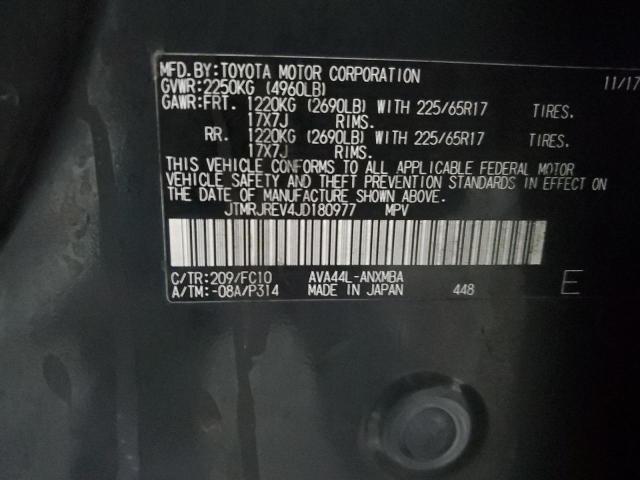 MFD.BY:TOYOTA MOTOR CORPORATION 11/17
GVWR:2250KG (4960LB)
GAWR:FRT. 1220KG (2690LB) WITH 225/65R17 TIRES.
17X7J RIMS.
RR. 1220KG (2690LB) WITH 225/65R17 TIRES.
17X7J RIMS.
THIS VEHICLE CONFORMS TO ALL APPLICABLE FEDERAL MOTOR
VEHICLE SAFETY AND THEFT PREVENTION STANDARDS IN EFFECT ON
THE DATE OF MANUFACTURE SHOWN ABOVE.
JTMRJREV4JD180977 MPV
C/TR:209/FC10 AVA44L-ANXMBA
A/TM:-08A/P314 MADE IN JAPAN 448 E